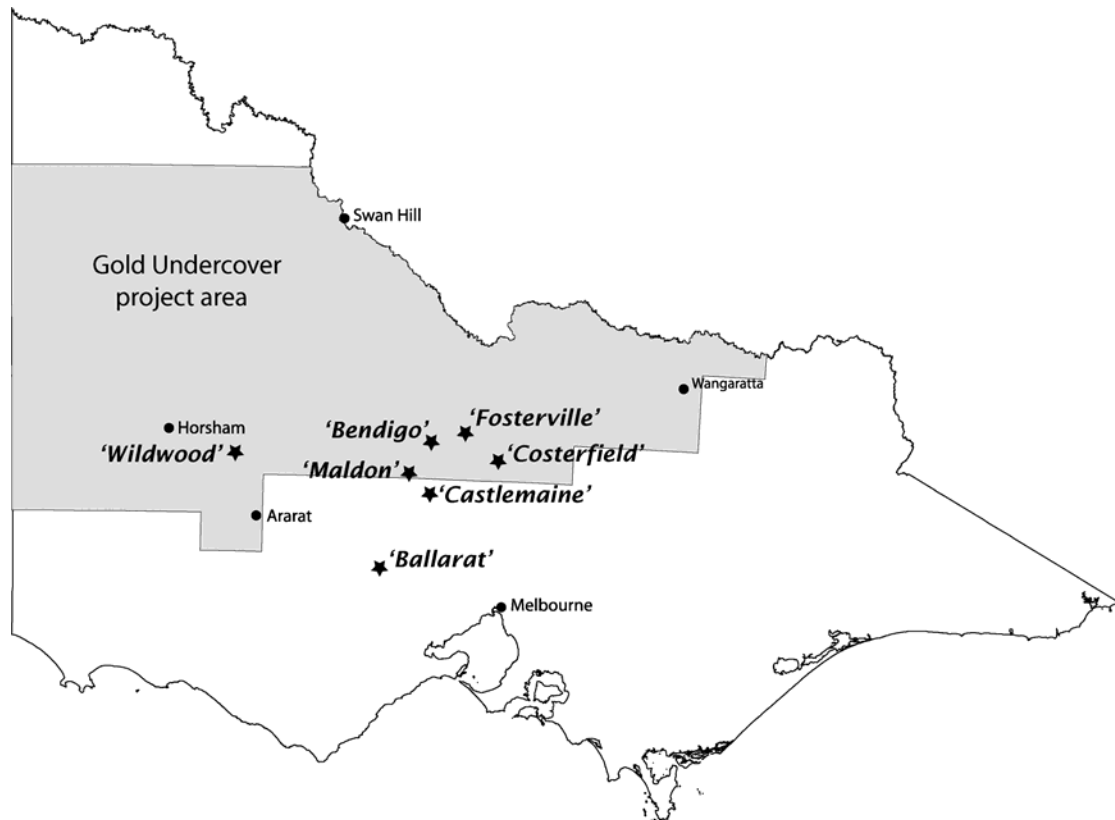 Swan Hill
Gold Undercover
project area
Wangaratta
Horsham
‘Bendigo’
‘Fosterville’
‘Wildwood’
‘Costerfield’
‘Maldon’
‘Castlemaine’
Ararat
‘Ballarat’
Melbourne